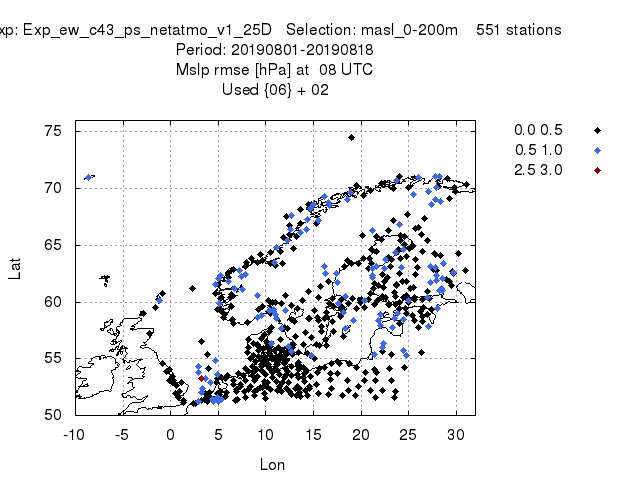 xp: Exp_ew_c43_ps_netatmo_v1_25D Selection: masl_0-200m 551 stations
Period: 20190801-20190818
Mslp rmse [hPa] at 08 UTC
Used {06} + 02
0.0 0.5
0.5 1.0
2.5 3.0
75
70
65
60
55
50
Lat
-10 -5 0 5 10 15 20 25 30
Lon